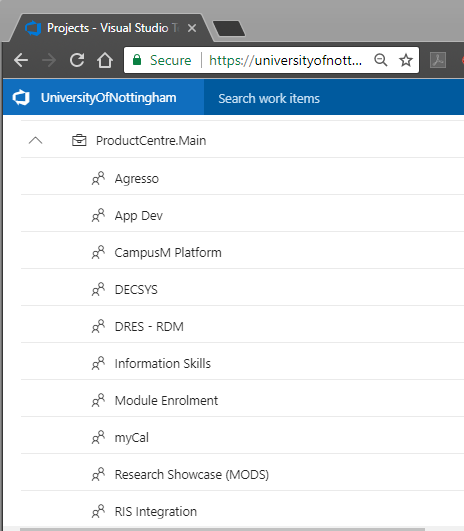 Projects - Visual Studio T
Secure https://universityofnott...
UniversityOfNottingham Search work items
ProductCentre.Main
Agresso
App Dev
CampusM Platform
DECSYS
DRES - RDM
Information Skills
Module Enrolment
myCal
Research Showcase (MODS)
RIS Integration